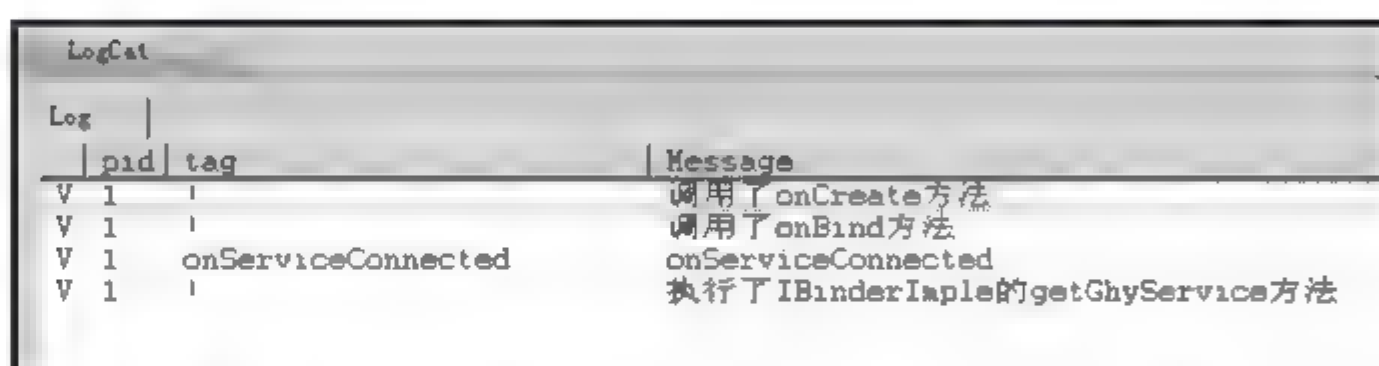 LogCat
Log
pid tag Message
V 1 ! 调用了onCreate方法
V 1 ! 调用了onBind方法
V 1 onServiceConnected onServiceConnected
V 1 ! 执行了IBinderImple的getGhyService方法